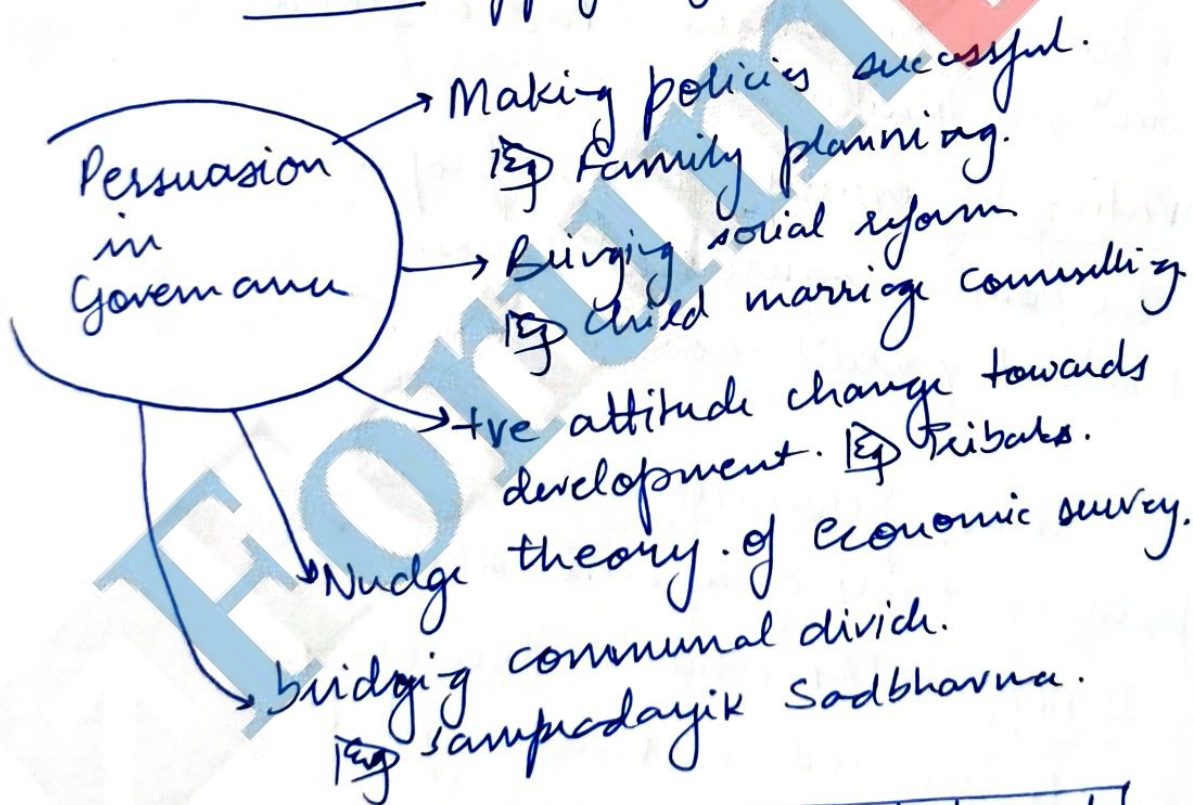 Persuasion
in
Governance
Making policies successful.
Eg Family planning.
Bringing social reform
Eg Child marriage counselling
+ve attitude change towards
development. Eg Tribals.
Nudge theory. of economic survey.
bridging communal divide.
Eg Sampradayik Sadbhavna.
Forum